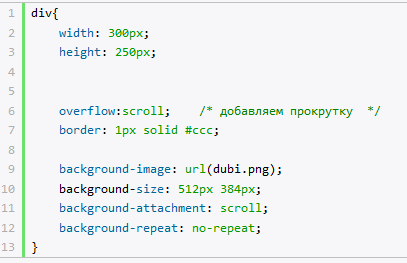 1 div{
2     width: 300px;
3     height: 250px;
4
5
6     overflow:scroll;    /* добавляем прокрутку  */
7     border: 1px solid #ccc;
8
9     background-image: url(dubi.png);
10     background-size: 512px 384px;
11     background-attachment: scroll;
12     background-repeat: no-repeat;
13 }